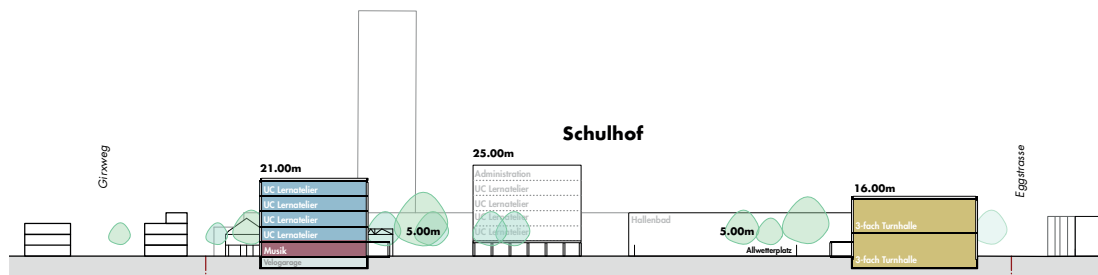 Schulhof
Girxweg
21.00m
UC Lernatelier
UC Lernatelier
UC Lernatelier
UC Lernatelier
Musik
Velogarage
5.00m
25.00m
Administration
UC Lernatelier
UC Lernatelier
UC Lernatelier
UC Lernatelier
Hallenbad
5.00m
Allwetterplatz
16.00m
3-fach Turnhalle
3-fach Turnhalle
Eggstrasse